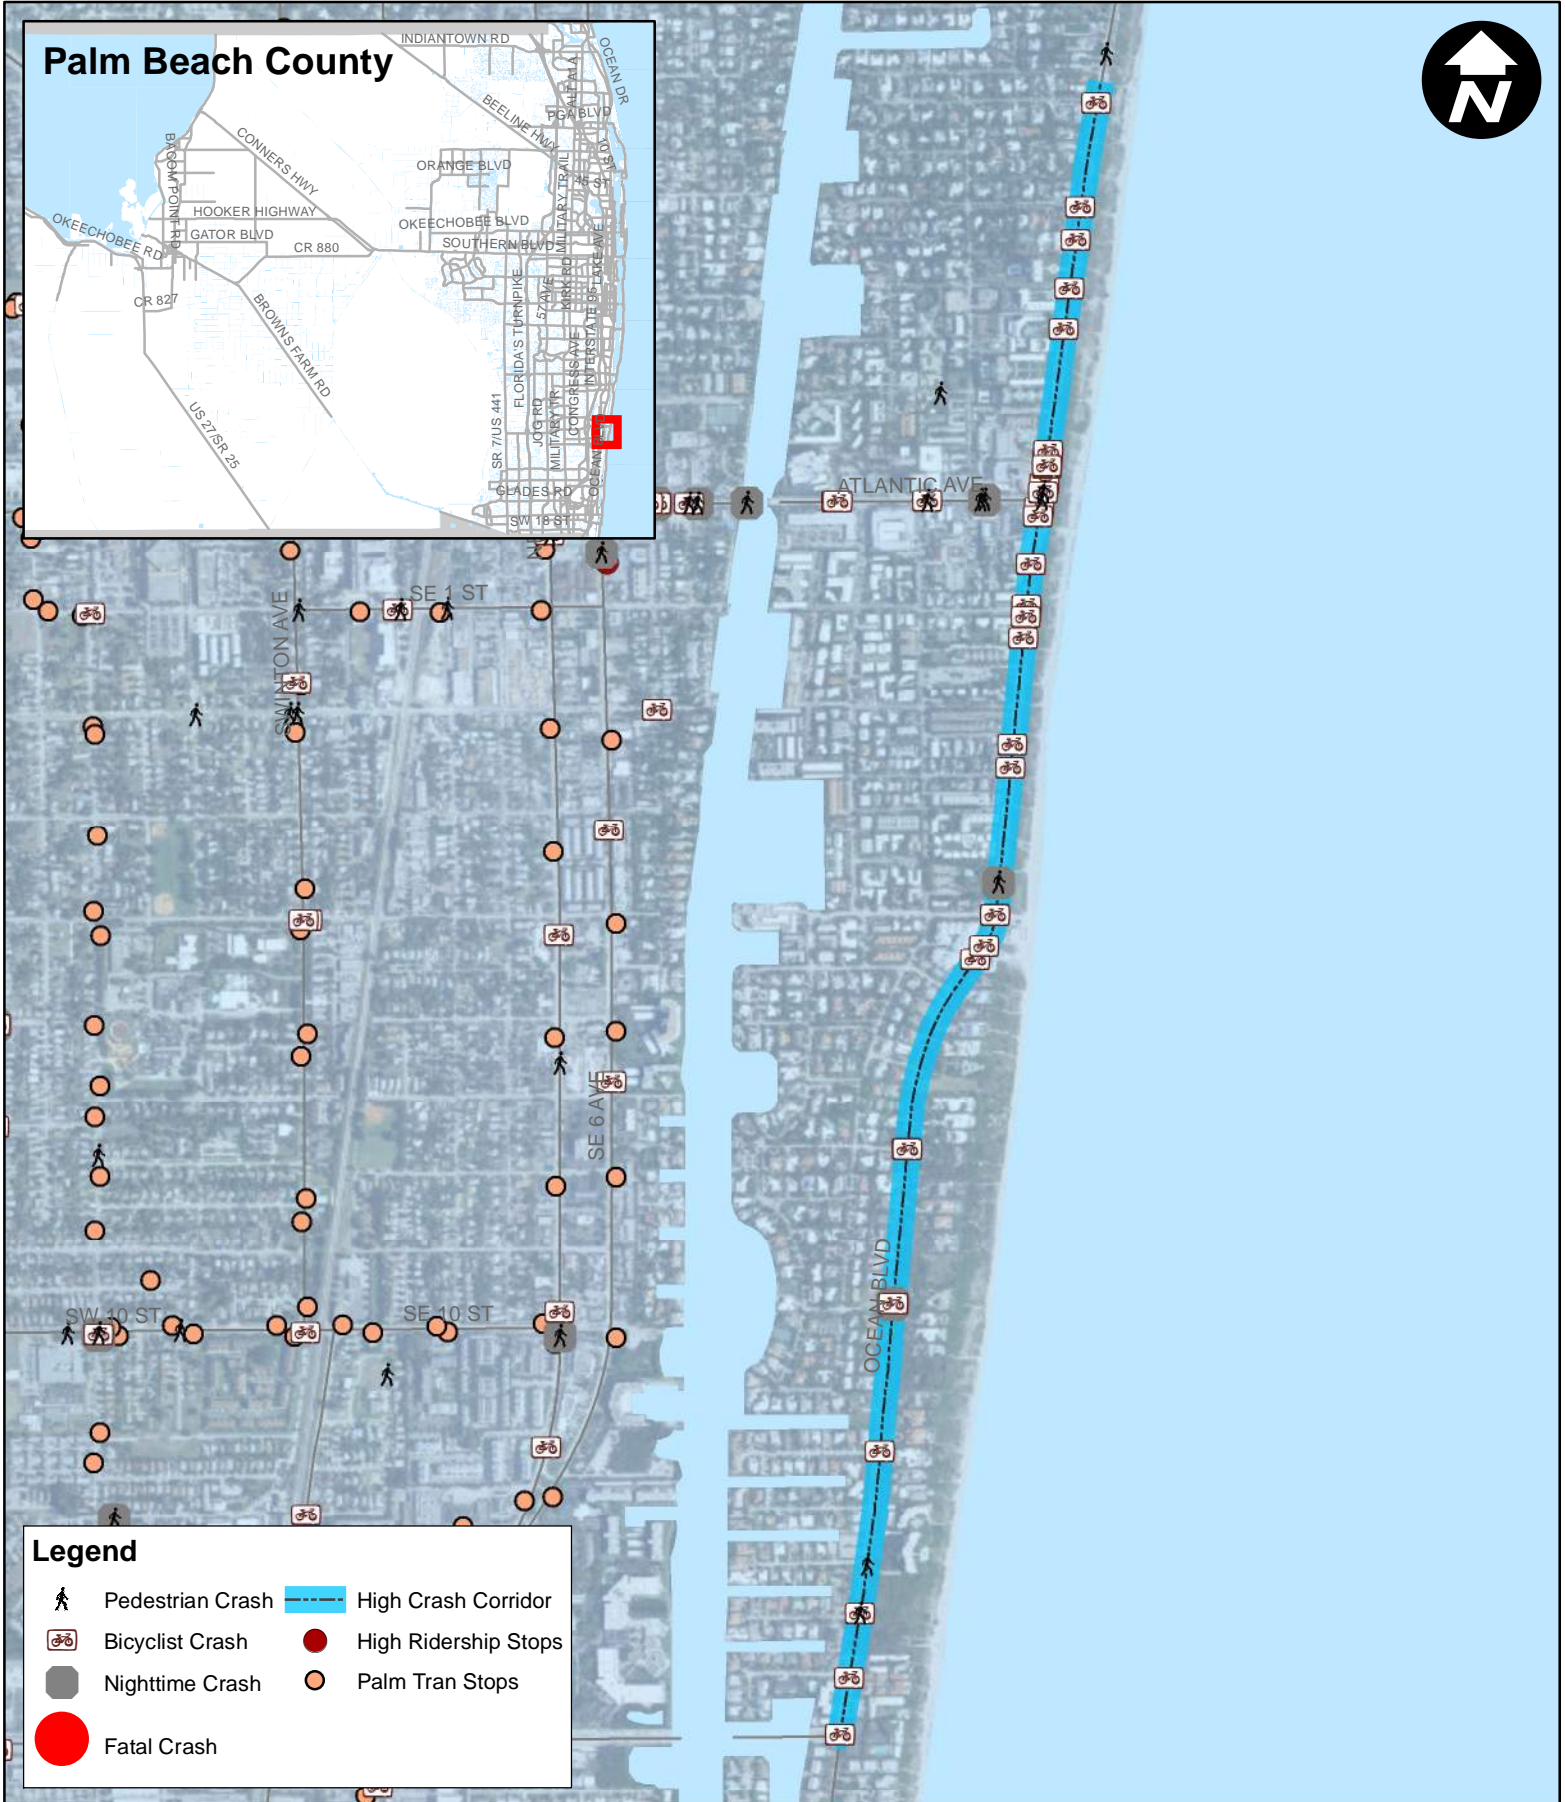 Palm Beach County
INDIANTOWN RD
OCEAN DR
ALT A1A
BEELINE HWY
PGA BLVD
BACOM POINT RD
CONNERS HWY
ORANGE BLVD
MILITARY TRAIL
10 ST
45 ST
HOOKER HIGHWAY
OKEECHOBEE BLVD
OKEECHOBEE RD
GATOR BLVD
CR 880
SOUTHERN BLVD
LAKE AVE
KIRK RD
57 AVE
CR 827
BROWNS FARM RD
FLORIDA'S TURNPIKE
INTERSTATE 95
CONGRESS AVE
US 27/SR 25
SR 7/US 441
JOG RD
MILITARY TR
OCEAN BLVD
GLADES RD
SW 18 ST
N
ATLANTIC AVE
SE 1 ST
SWINTON AVE
SE 6 AVE
OCEAN BLVD
SW 10 ST
SE 10 ST
Legend
Pedestrian Crash
High Crash Corridor
Bicyclist Crash
High Ridership Stops
Nighttime Crash
Palm Tran Stops
Fatal Crash